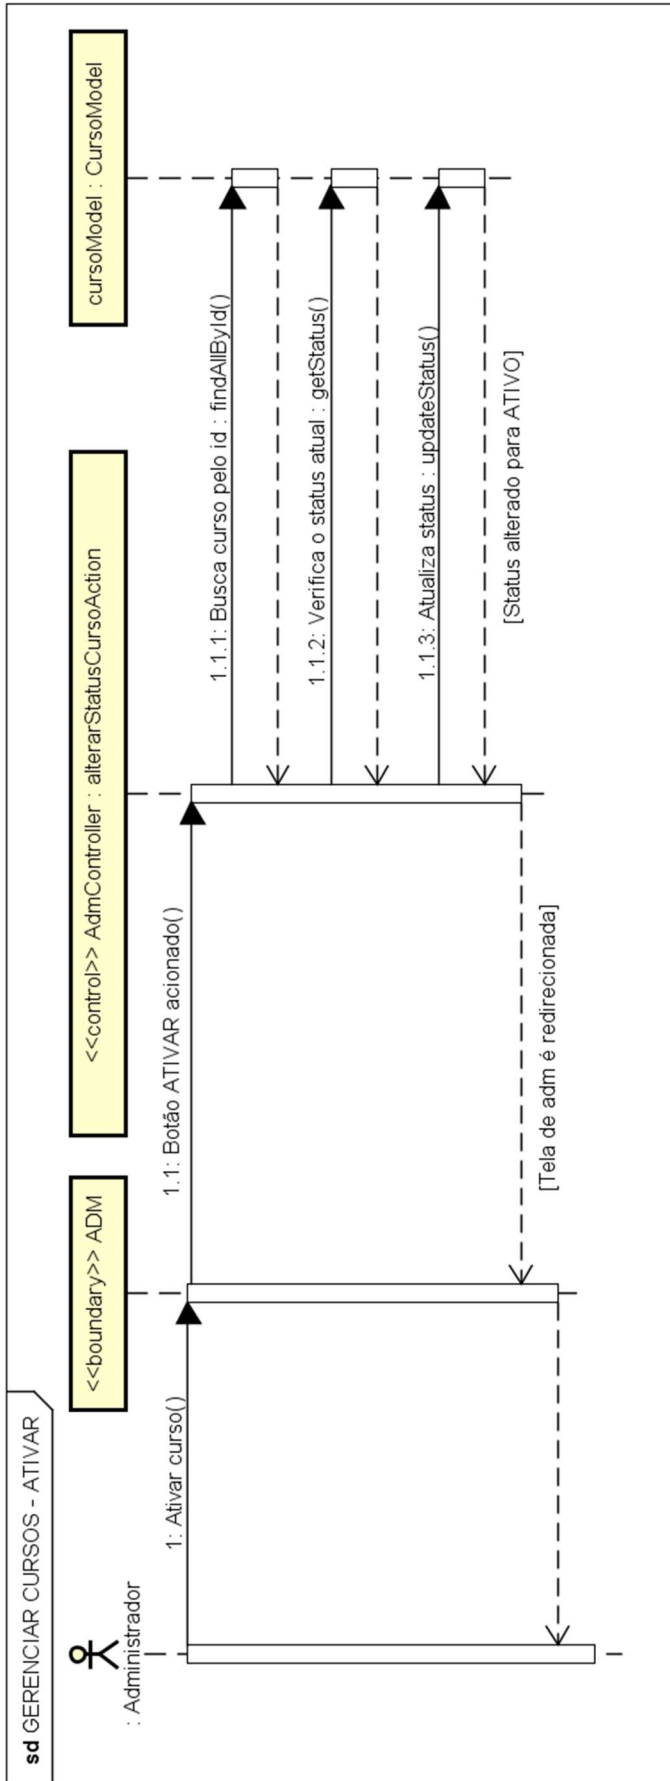 sd GERENCIAR CURSOS - ATIVAR
: Administrador
<<boundary>> ADM
<<control>> AdmController : alterarStatusCursoAction
cursoModel : CursoModel
1: Ativar curso()
1.1: Botão ATIVAR acionado()
1.1.1: Busca curso pelo id : findAllById()
1.1.2: Verifica o status atual : getStatus()
1.1.3: Atualiza status : updateStatus()
[Status alterado para ATIVO]
[Tela de adm é redirecionada]